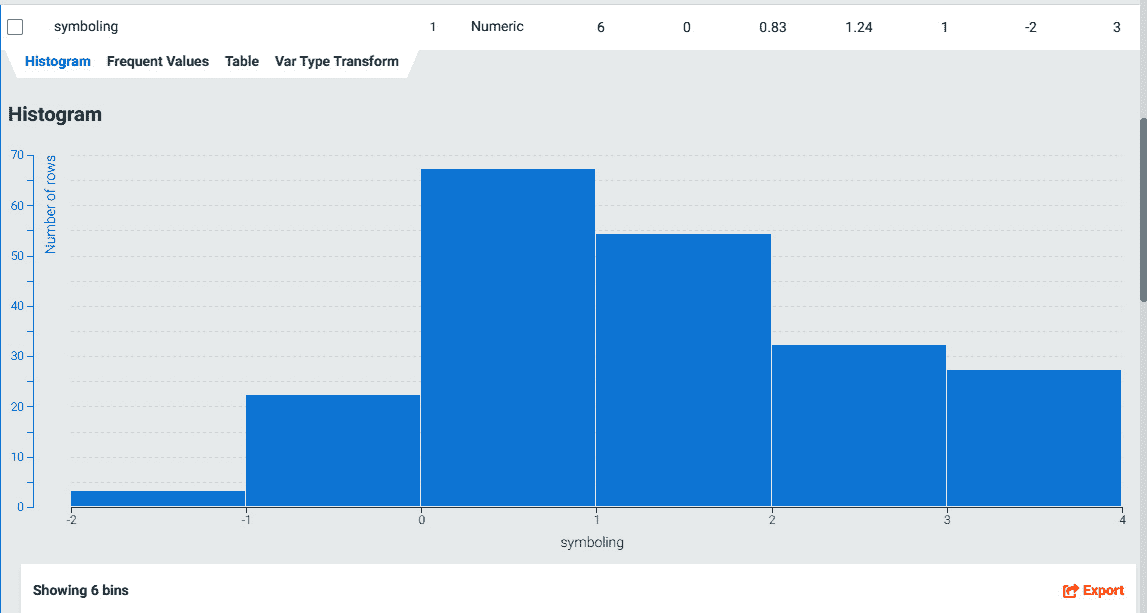 symboling 1 Numeric 6 0 0.83 1.24 1 -2 3
Histogram Frequent Values Table Var Type Transform
Histogram
Number of rows
70
60
50
40
30
20
10
0
-2 -1 0 1 2 3 4
symboling
Showing 6 bins Export